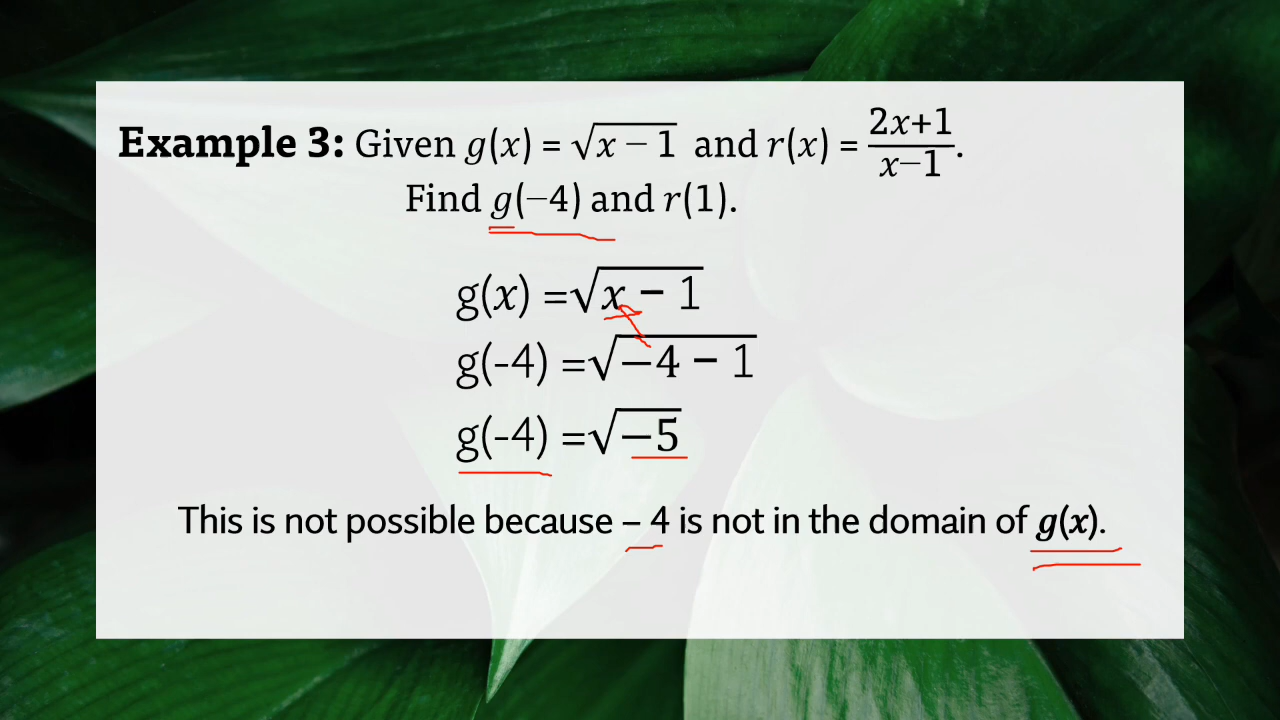 Example 3: Given g(x) = √(x − 1) and r(x) = (2x+1)/(x−1).
Find g(−4) and r(1).
g(x) =√(x − 1)
g(-4) =√(−4 − 1)
g(-4) =√(−5)
This is not possible because – 4 is not in the domain of g(x).